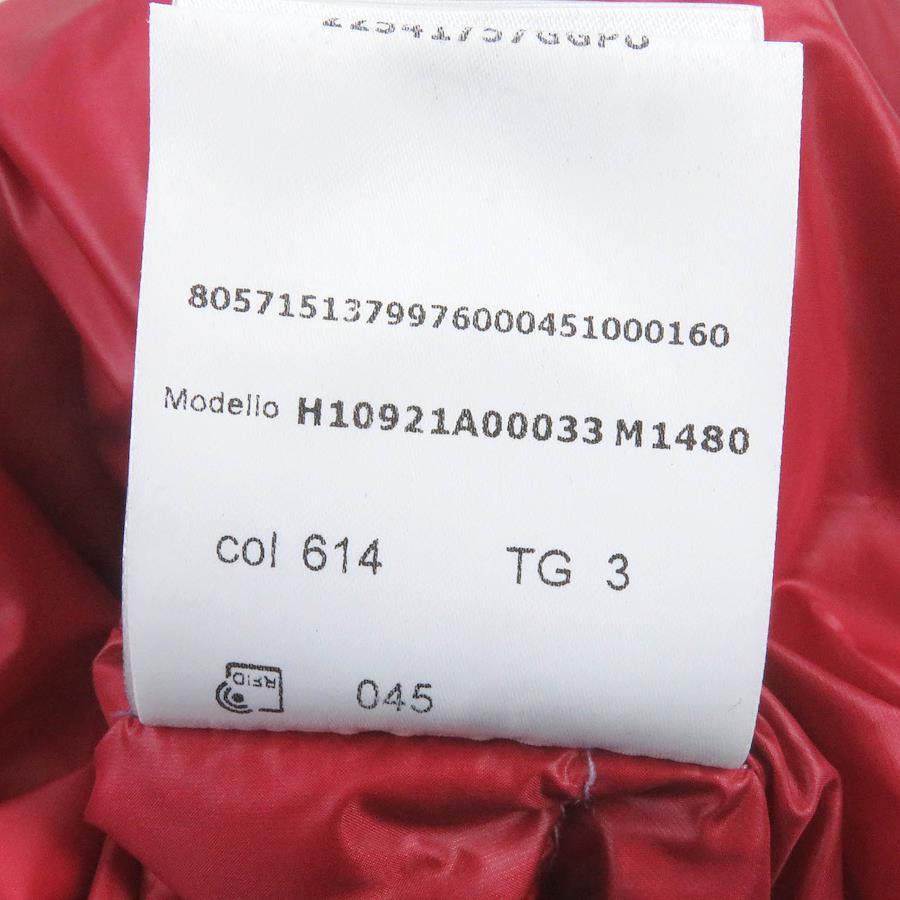 8057151379976000451000160
Modello H10921A00033 M1480
col 614 TG 3
RFID 045